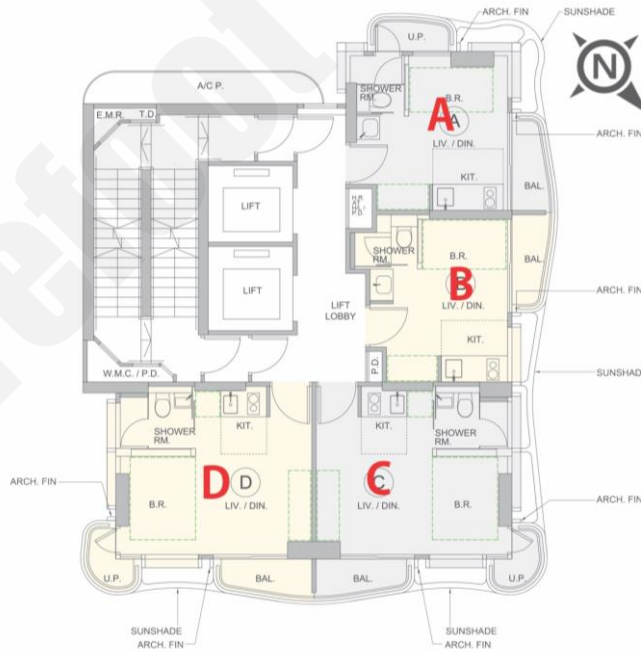 ARCH. FIN
SUNSHADE
U.P.
N
A/C P.
SHOWER
RM.
B.R.
A
A
LIV. / DIN.
KIT.
ARCH. FIN
BAL.
E.M.R.
T.D.
LIFT
H.R.
AT
P.D.
SHOWER
RM.
B.R.
B
LIV. / DIN.
BAL.
KIT.
ARCH. FIN
LIFT
LIFT
LOBBY
P.D.
SUNSHADE
W.M.C. / P.D.
SHOWER
RM.
KIT.
D
D
B.R.
LIV. / DIN.
KIT.
SHOWER
RM.
C
C
LIV. / DIN.
B.R.
ARCH. FIN
ARCH. FIN
U.P.
BAL.
BAL.
U.P.
SUNSHADE
ARCH. FIN
SUNSHADE
ARCH. FIN